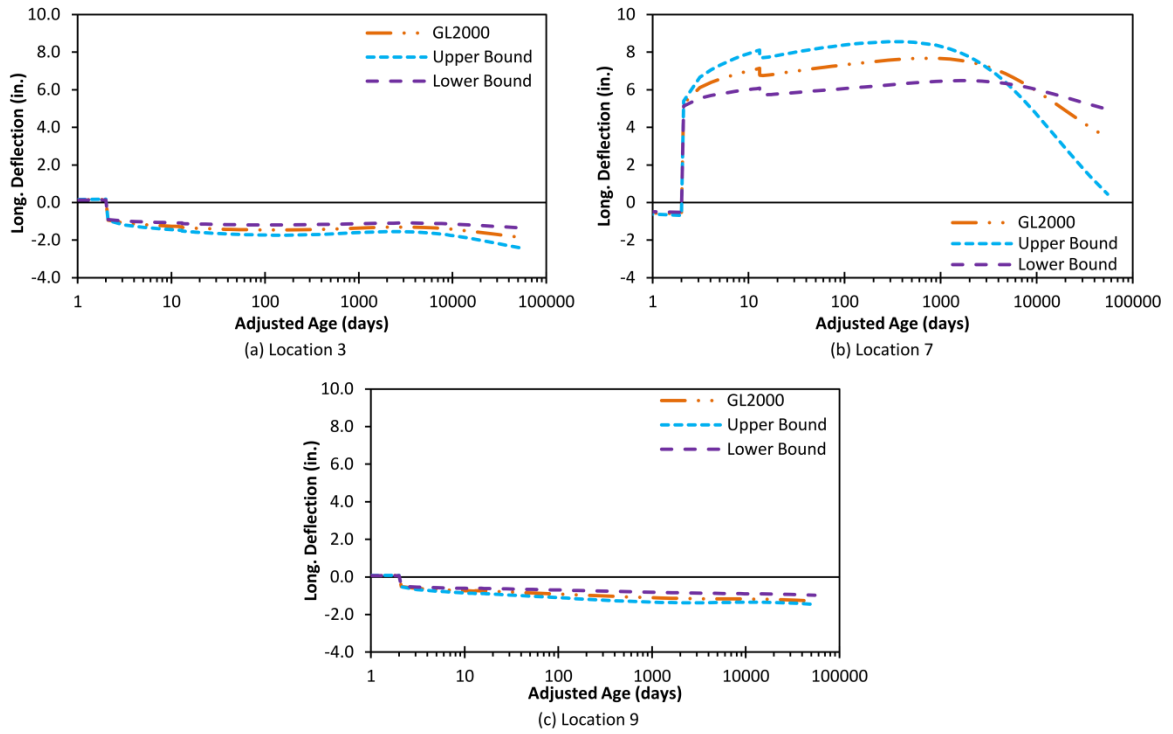 10.0
8.0
6.0
4.0
2.0
0.0
-2.0
-4.0
Long. Deflection (in.)
GL2000
Upper Bound
Lower Bound
1 10 100 1000 10000 100000
Adjusted Age (days)
(a) Location 3
10
8
6
4
2
0
-2
-4
Long. Deflection (in.)
GL2000
Upper Bound
Lower Bound
1 10 100 1000 10000 100000
Adjusted Age (days)
(b) Location 7
10.0
8.0
6.0
4.0
2.0
0.0
-2.0
-4.0
Long. Deflection (in.)
GL2000
Upper Bound
Lower Bound
1 10 100 1000 10000 100000
Adjusted Age (days)
(c) Location 9